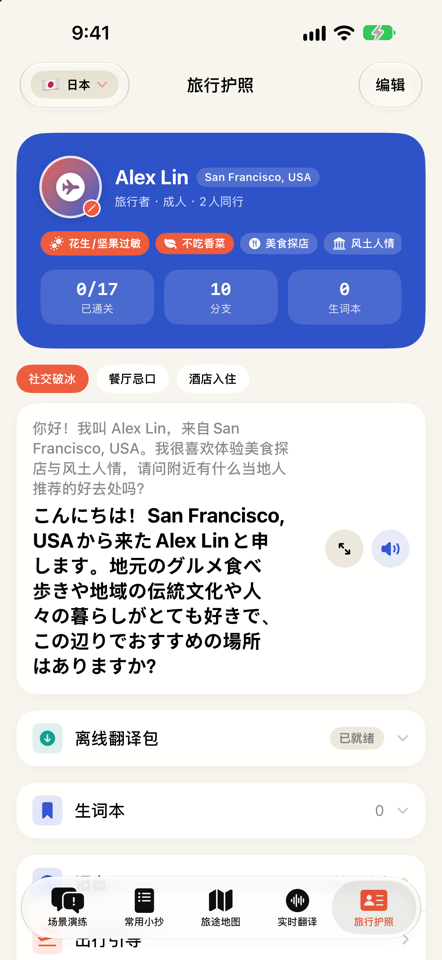 9:41
日本
旅行护照
编辑
Alex Lin
San Francisco, USA
旅行者 · 成人 · 2人同行
花生/坚果过敏
不吃香菜
美食探店
风土人情
0/17
已通关
10
分支
0
生词本
社交破冰
餐厅忌口
酒店入住
你好！我叫 Alex Lin，来自 San
Francisco, USA。我很喜欢体验美食探
店与风土人情，请问附近有什么当地人
推荐的好去处吗？
こんにちは！San Francisco,
USAから来たAlex Linと申
します。地元のグルメ食べ
歩きや地域の伝統文化や人
々の暮らしがとても好きで、
この辺りでおすすめの場所
はありますか？
离线翻译包
已就绪
生词本
0
场景演练
常用小抄
旅途地图
实时翻译
旅行护照
出行引导